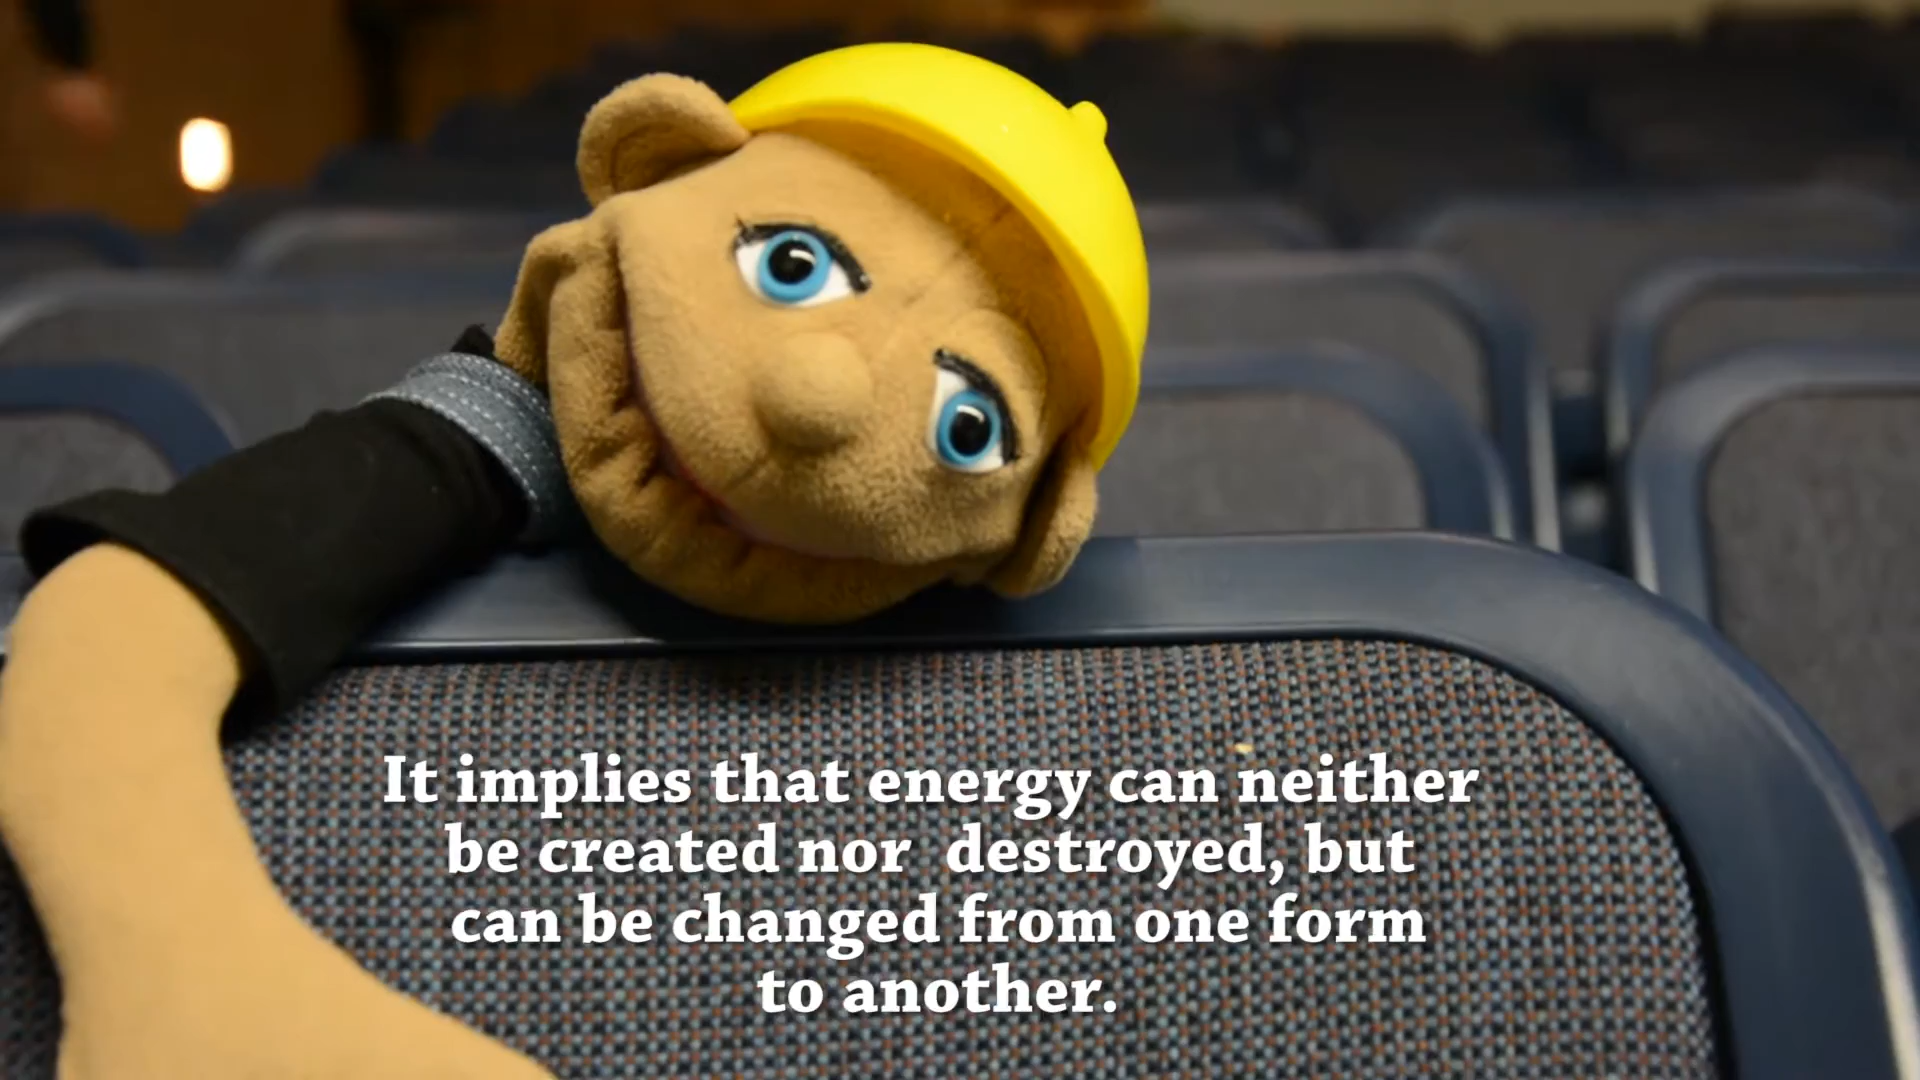 It implies that energy can neither
be created nor  destroyed, but
can be changed from one form
to another.